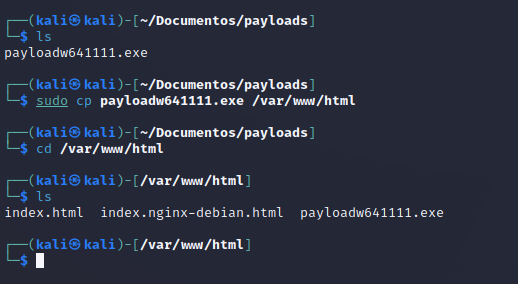 ┌──(kali㉿kali)-[~/Documentos/payloads]
└─$ ls
payloadw641111.exe
┌──(kali㉿kali)-[~/Documentos/payloads]
└─$ sudo cp payloadw641111.exe /var/www/html
┌──(kali㉿kali)-[~/Documentos/payloads]
└─$ cd /var/www/html
┌──(kali㉿kali)-[/var/www/html]
└─$ ls
index.html  index.nginx-debian.html  payloadw641111.exe
┌──(kali㉿kali)-[/var/www/html]
└─$